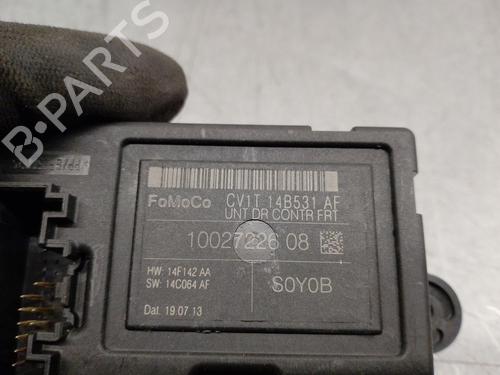 B-PARTS
FoMoCo CV1T 14B531 AF
UNT DR CONTR FRT
10027226 08
HW: 14F142 AA
SW: 14C064 AF
S0Y0B
Dat. 19.07.13